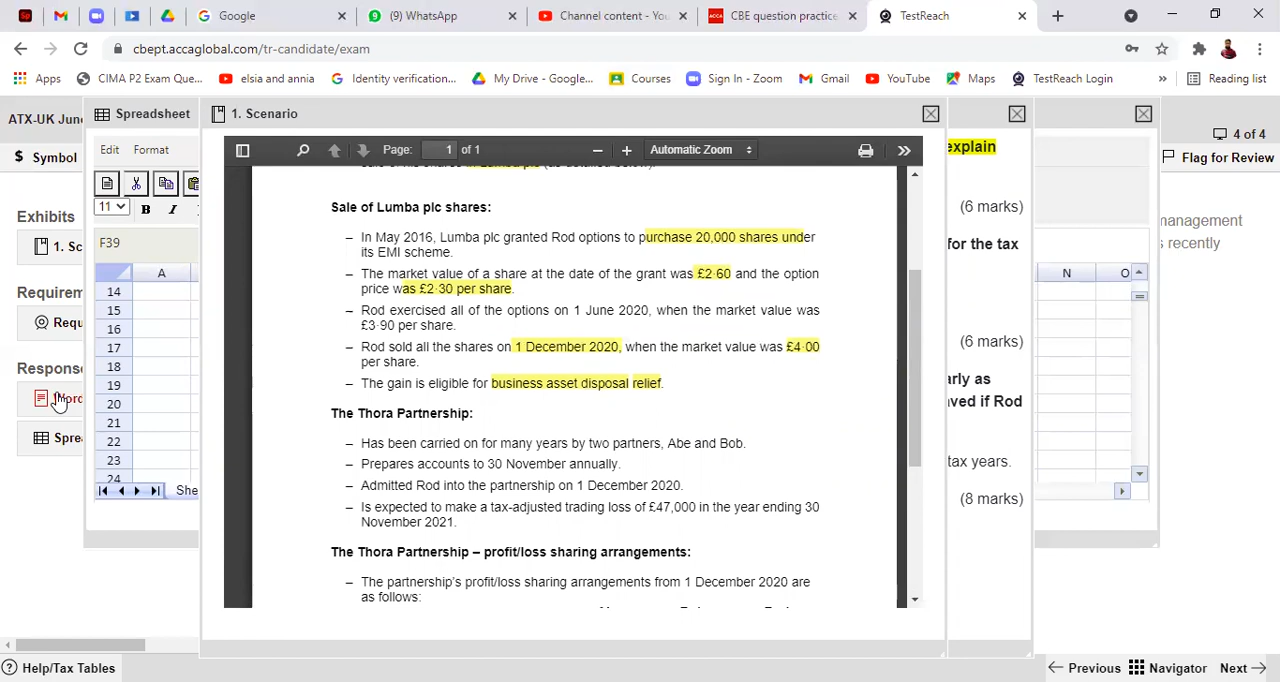 Google
(9) WhatsApp
Channel content - You
CBE question practice
TestReach
cbept.accaglobal.com/tr-candidate/exam
Apps
CIMA P2 Exam Que...
elsia and annia
Identity verification...
My Drive - Google...
Courses
Sign In - Zoom
Gmail
YouTube
Maps
TestReach Login
Reading list
ATX-UK June
Spreadsheet
1. Scenario
4 of 4
$ Symbol
Edit Format
Page: 1 of 1
Automatic Zoom
explain
Flag for Review
11
B I
(6 marks)
Exhibits
1. Sc
F39
for the tax
management
s recently
A
N O
14
15
16
17
18
19
20
21
22
23
24
Requirem
Requ
Respons
Word
Spre
She
Sale of Lumba plc shares:
– In May 2016, Lumba plc granted Rod options to purchase 20,000 shares under
its EMI scheme.
– The market value of a share at the date of the grant was £2·60 and the option
price was £2·30 per share.
– Rod exercised all of the options on 1 June 2020, when the market value was
£3·90 per share.
– Rod sold all the shares on 1 December 2020, when the market value was £4·00
per share.
– The gain is eligible for business asset disposal relief.
The Thora Partnership:
– Has been carried on for many years by two partners, Abe and Bob.
– Prepares accounts to 30 November annually.
– Admitted Rod into the partnership on 1 December 2020.
– Is expected to make a tax-adjusted trading loss of £47,000 in the year ending 30
November 2021.
The Thora Partnership – profit/loss sharing arrangements:
– The partnership's profit/loss sharing arrangements from 1 December 2020 are
as follows:
(6 marks)
arly as
aved if Rod
tax years.
(8 marks)
Help/Tax Tables
Previous
Navigator
Next